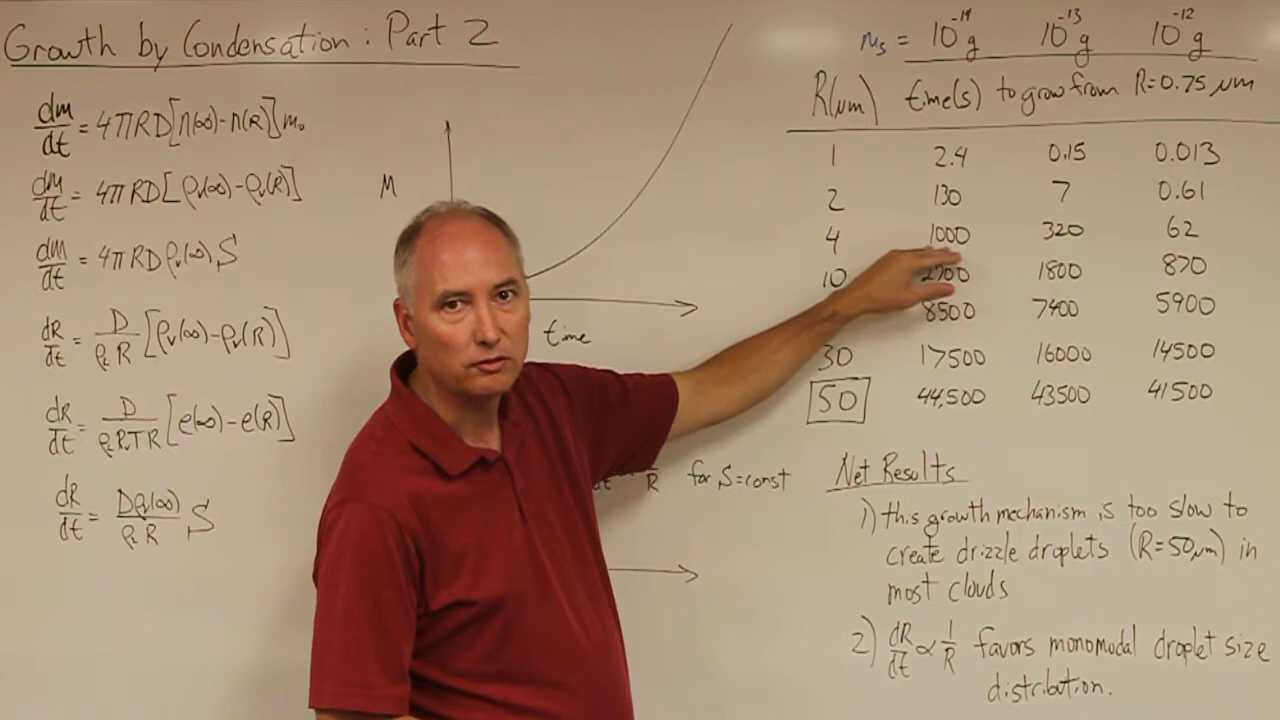 Growth by Condensation: Part 2
dm/dt = 4πRD[n(∞)-n(R)]m₀
dm/dt = 4πRD[ρᵥ(∞)-ρᵥ(R)]
dm/dt = 4πRDρᵥ(∞)S
dR/dt = D/ρ_L R [ρᵥ(∞)-ρᵥ(R)]
dR/dt = D/ρ_L RᵥTR [e(∞)-e(R)]
dR/dt = Dρᵥ(∞)/ρ_L R S
M
time
R for S=const
mₛ = 10⁻¹⁴g 10⁻¹³g 10⁻¹²g
R(μm) time(s) to grow from R=0.75 μm
1 2.4 0.15 0.013
2 130 7 0.61
4 1000 320 62
10 2700 1800 870
8500 7400 5900
30 17500 16000 14500
50 44,500 43500 41500
Net Results
1) this growth mechanism is too slow to
create drizzle droplets (R=50μm) in
most clouds
2) dR/dt ∝ 1/R favors monomodal droplet size
distribution.